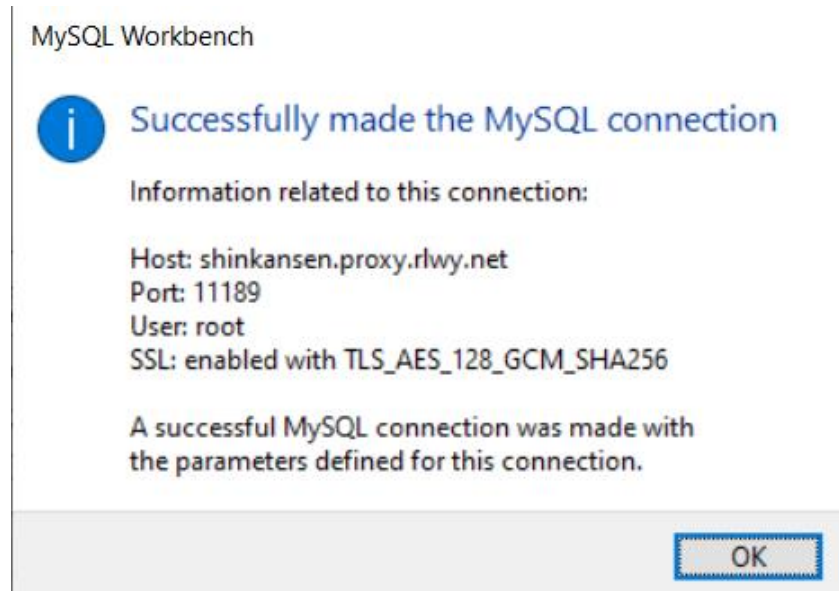 MySQL Workbench
Successfully made the MySQL connection
Information related to this connection:
Host: shinkansen.proxy.rlwy.net
Port: 11189
User: root
SSL: enabled with TLS_AES_128_GCM_SHA256
A successful MySQL connection was made with
the parameters defined for this connection.
OK